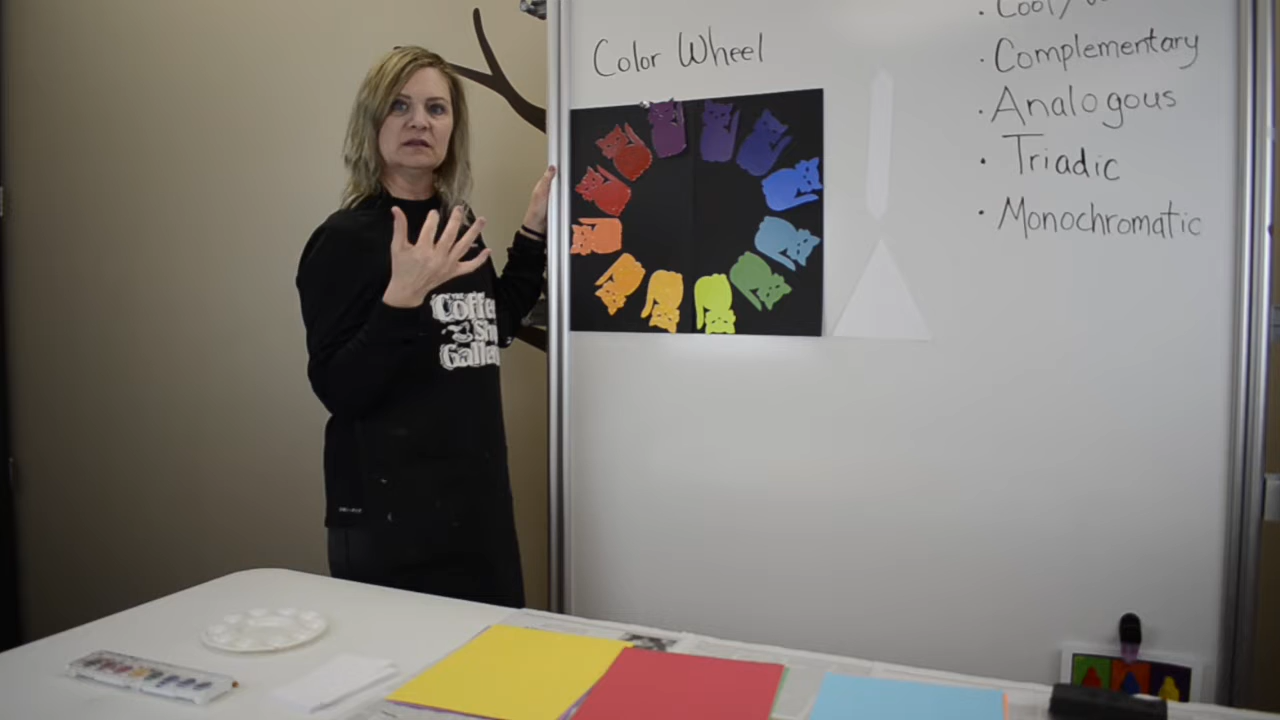 Color Wheel
· Complementary
· Analogous
· Triadic
· Monochromatic